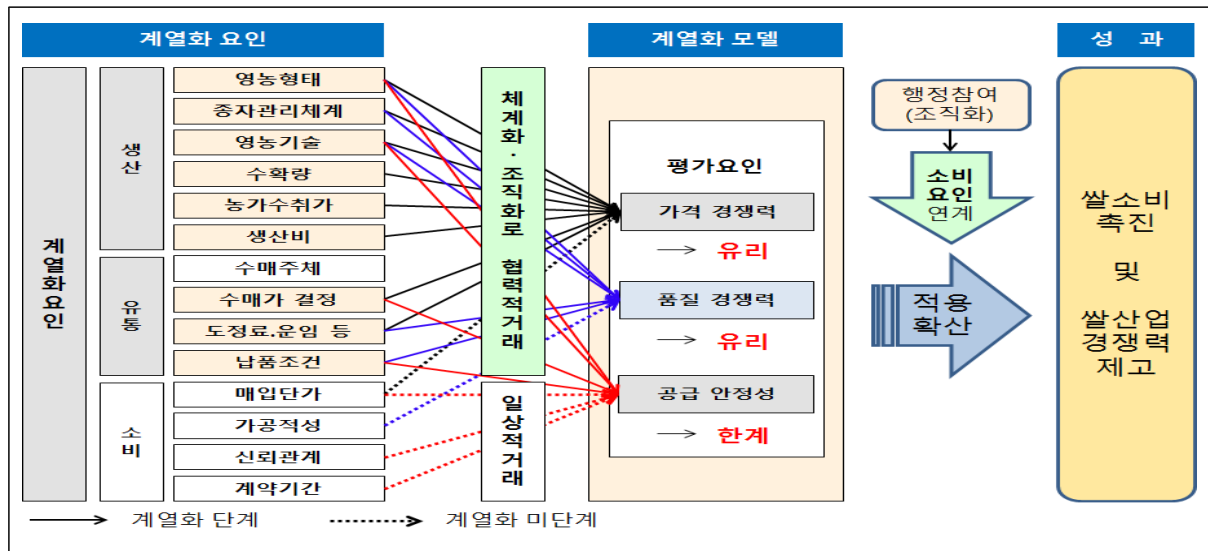 계열화 요인
계열화 모델
성 과
계열화요인
생산
유통
소비
영농형태
종자관리체계
영농기술
수확량
농가수취가
생산비
수매주체
수매가 결정
도정료.운임 등
납품조건
매입단가
가공적성
신뢰관계
계약기간
체계화·조직화로 협력적거래
일상적거래
평가요인
가격 경쟁력
→ 유리
품질 경쟁력
→ 유리
공급 안정성
→ 한계
행정참여
(조직화)
소비
요인
연계
적용
확산
쌀소비
촉진
및
쌀산업
경쟁력
제고
계열화 단계
계열화 미단계